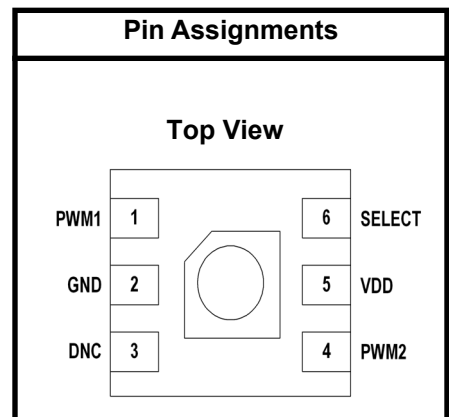 Pin Assignments
Top View
PWM1 1 6 SELECT
GND 2 5 VDD
DNC 3 4 PWM2